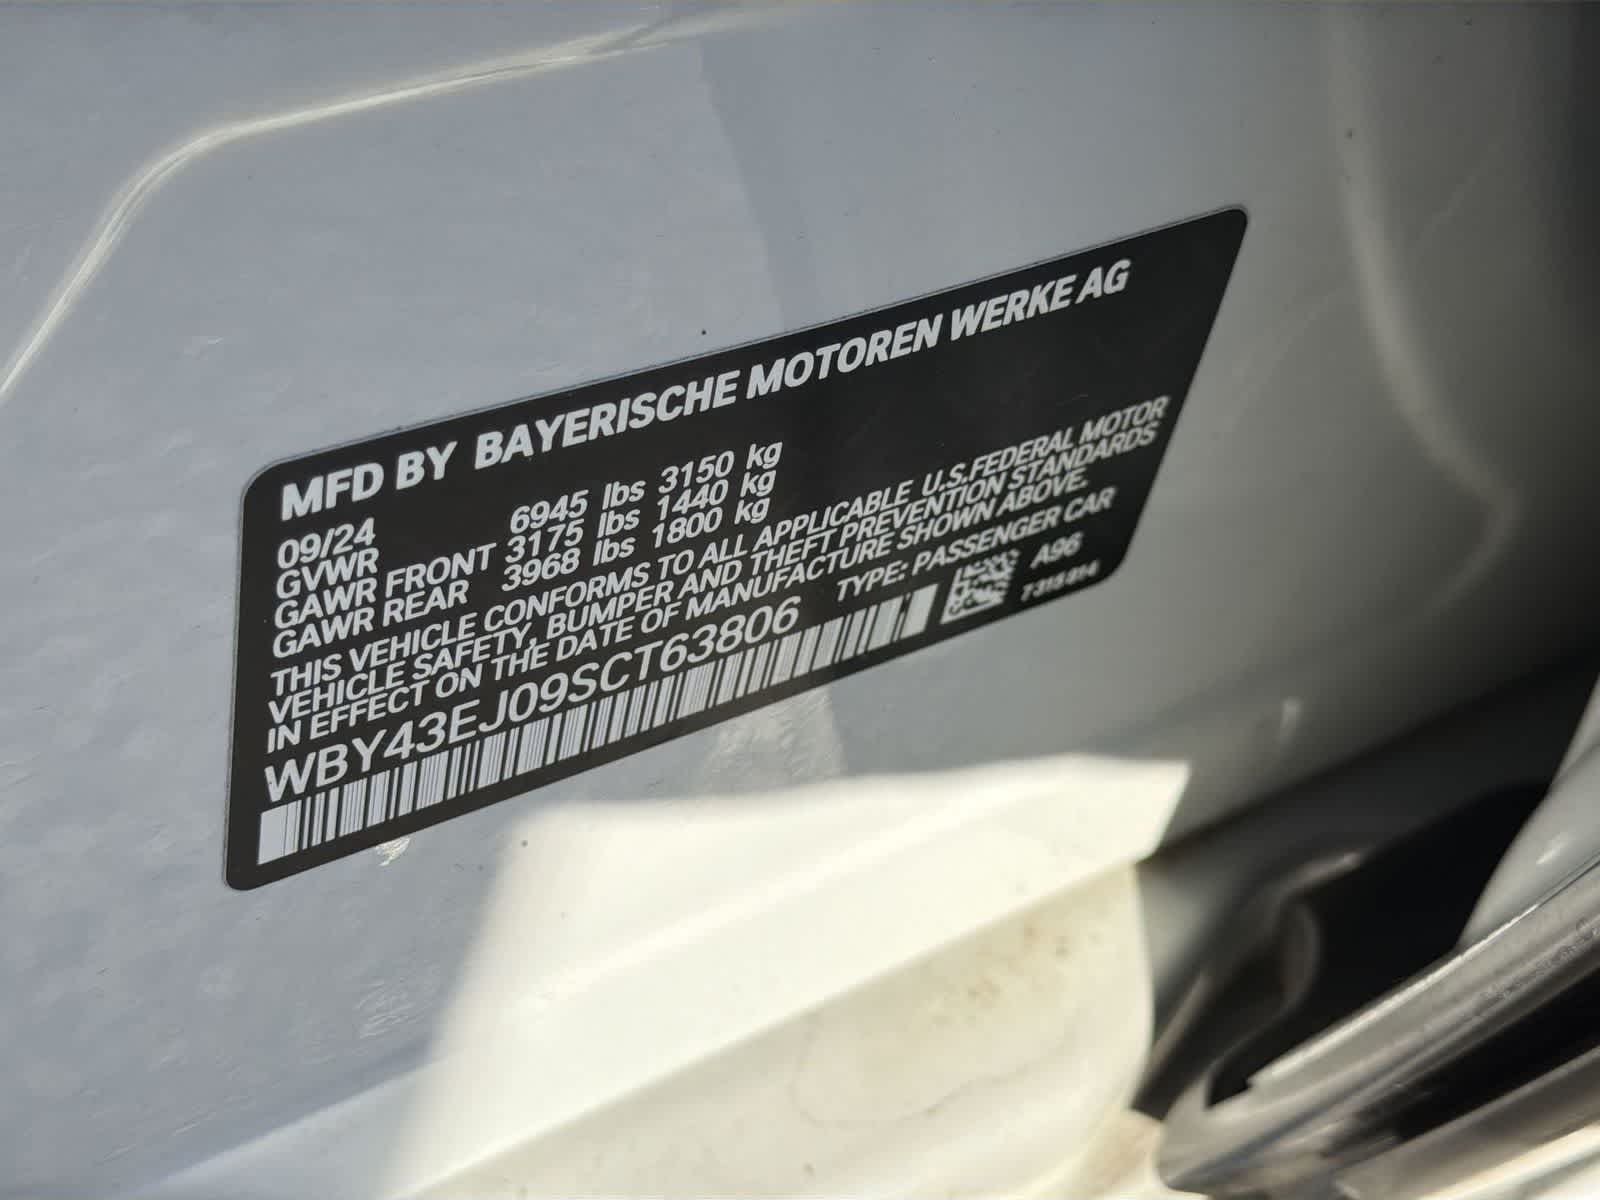 MFD BY BAYERISCHE MOTOREN WERKE AG
09/24
GVWR 6945 lbs 3150 kg
GAWR FRONT 3175 lbs 1440 kg
GAWR REAR 3968 lbs 1800 kg
THIS VEHICLE CONFORMS TO ALL APPLICABLE U.S.FEDERAL MOTOR
VEHICLE SAFETY, BUMPER AND THEFT PREVENTION STANDARDS
IN EFFECT ON THE DATE OF MANUFACTURE SHOWN ABOVE.
WBY43EJ09SCT63806 TYPE: PASSENGER CAR
A96
7315814